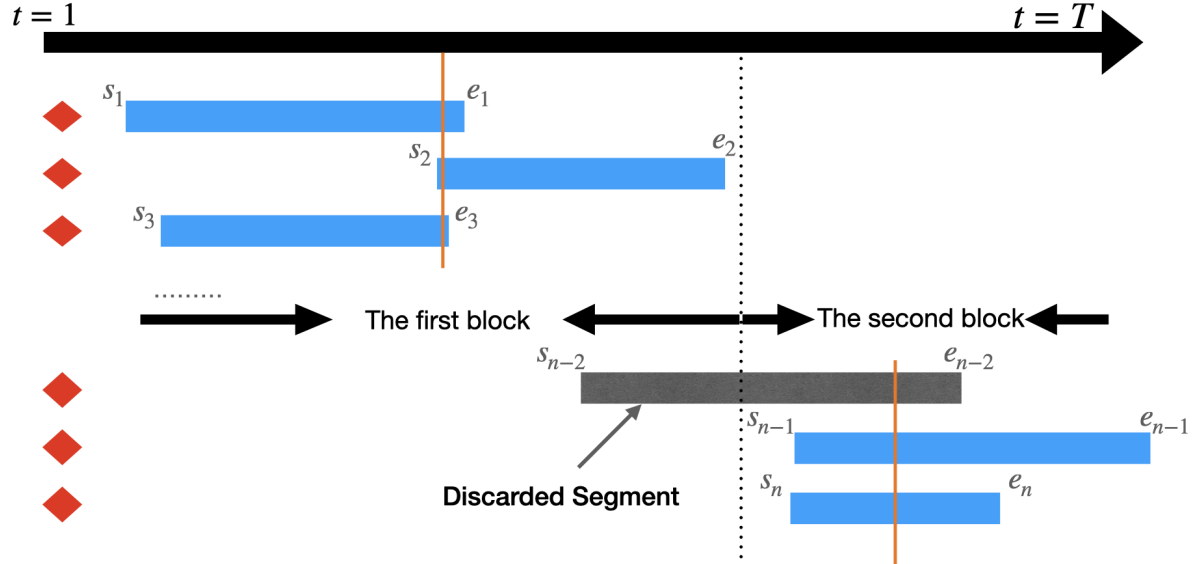 t = 1
t = T
s₁
e₁
s₂
e₂
s₃
e₃
.........
The first block
The second block
sₙ₋₂
eₙ₋₂
sₙ₋₁
eₙ₋₁
Discarded Segment
sₙ
eₙ